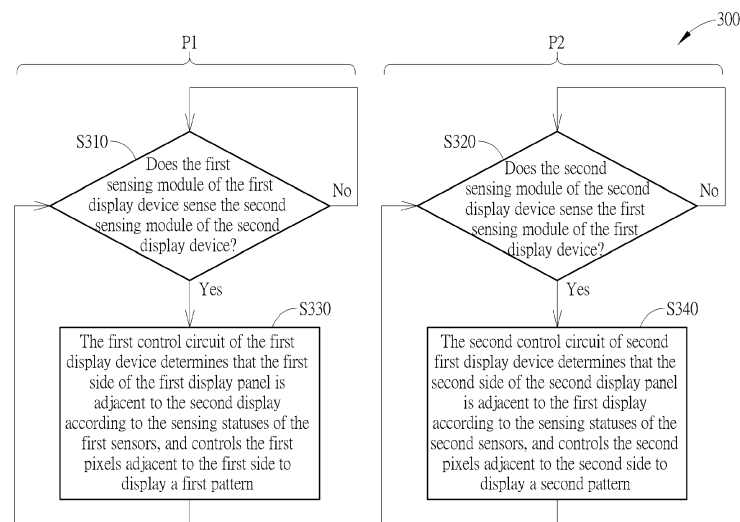 300
P1
P2
S310
Does the first
sensing module of the first
display device sense the second
sensing module of the second
display device?
No
Yes
S320
Does the second
sensing module of the second
display device sense the first
sensing module of the first
display device?
No
Yes
S330
The first control circuit of the first
display device determines that the first
side of the first display panel is
adjacent to the second display
according to the sensing statuses of the
first sensors, and controls the first
pixels adjacent to the first side to
display a first pattern
S340
The second control circuit of second
first display device determines that the
second side of the second display panel
is adjacent to the first display
according to the sensing statuses of the
second sensors, and controls the second
pixels adjacent to the second side to
display a second pattern